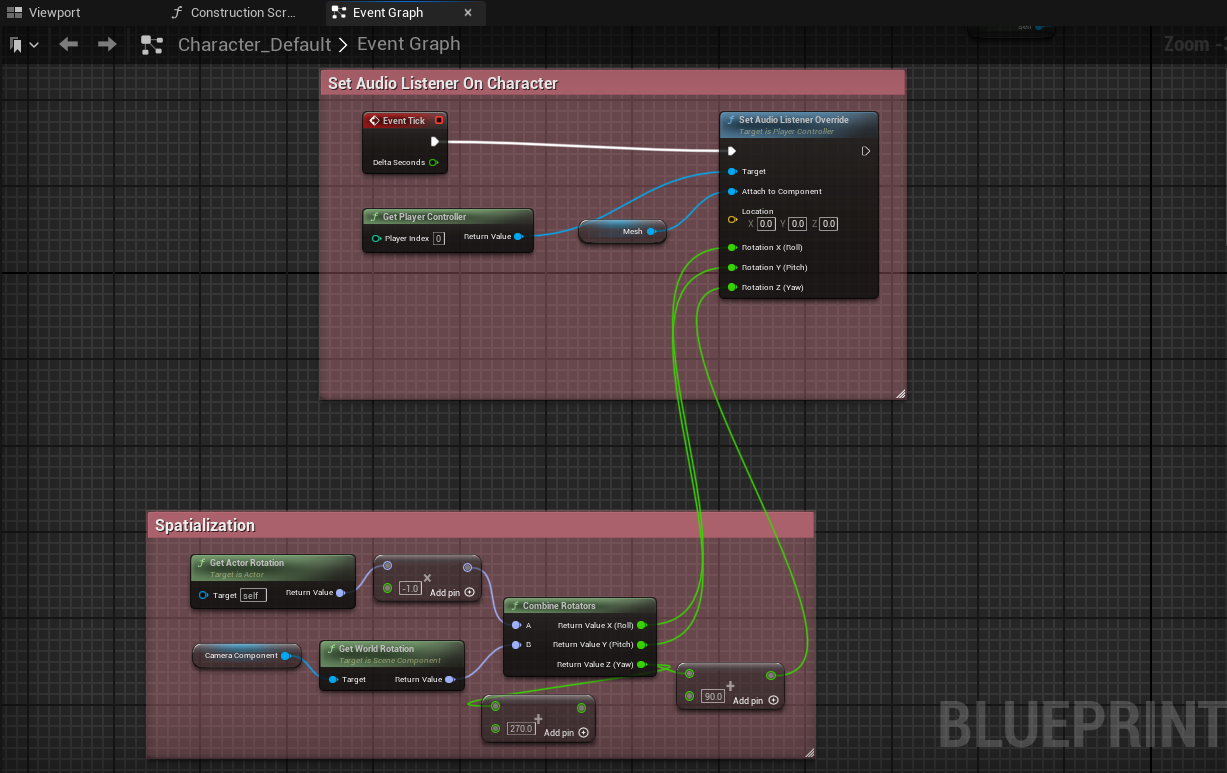 Viewport
Construction Scr...
Event Graph
Character_Default > Event Graph
Self
Zoom -3
Set Audio Listener On Character
Event Tick
Delta Seconds
Get Player Controller
Player Index 0
Return Value
Mesh
Set Audio Listener Override
Target is Player Controller
Target
Attach to Component
Location
X 0.0 Y 0.0 Z 0.0
Rotation X (Roll)
Rotation Y (Pitch)
Rotation Z (Yaw)
Spatialization
Get Actor Rotation
Target is Actor
Target self
Return Value
-1.0
Add pin
Camera Component
Get World Rotation
Target is Scene Component
Target
Return Value
Combine Rotators
A
Return Value X (Roll)
B
Return Value Y (Pitch)
Return Value Z (Yaw)
270.0
Add pin
90.0
Add pin
BLUEPRINT